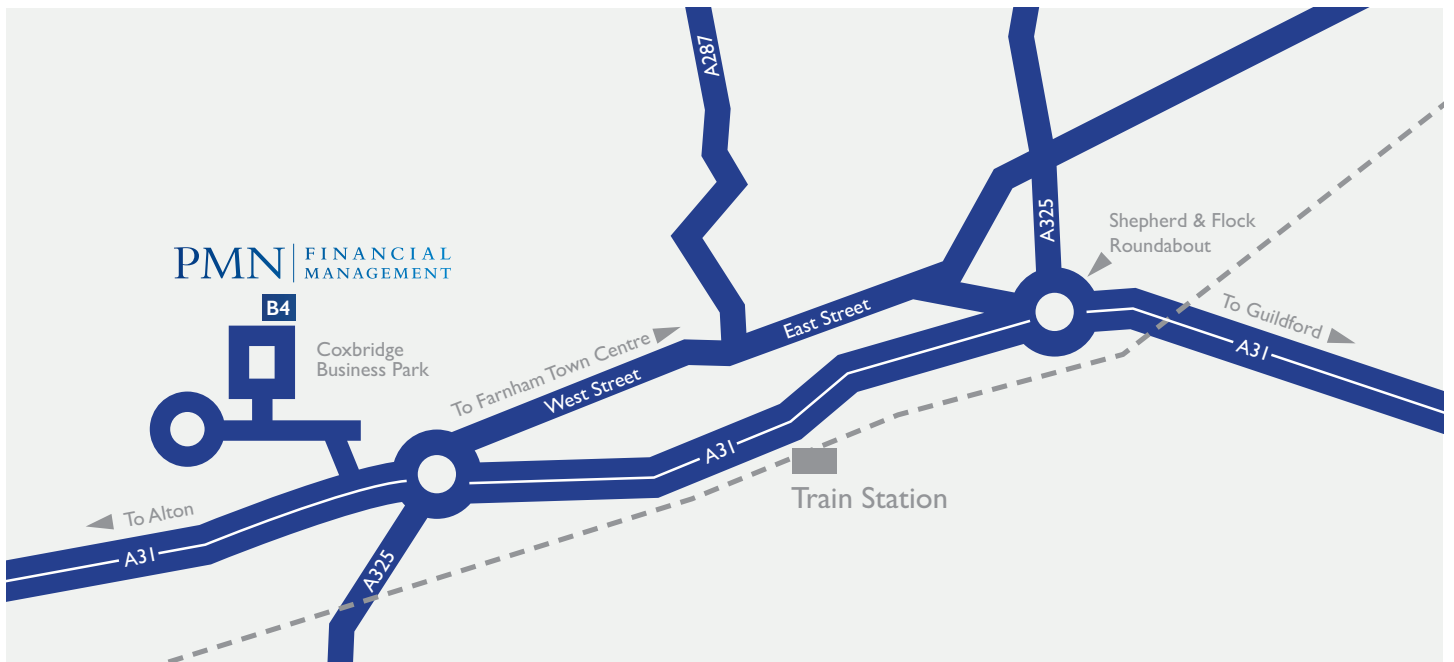 A287
A325
Shepherd & Flock
Roundabout
PMN FINANCIAL
MANAGEMENT
B4
Coxbridge
Business Park
To Farnham Town Centre
West Street
East Street
To Guildford
A31
A31
Train Station
To Alton
A31
A325